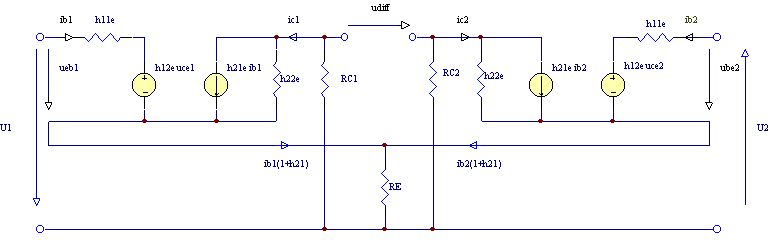 udiff
ib1
h11e
ic1
ic2
h11e
ib2
ueb1
h12e uce1
h21e ib1
h22e
RC1
RC2
h22e
h21e ib2
h12e uce2
ube2
U1
U2
ib1(1+h21)
ib2(1+h21)
RE